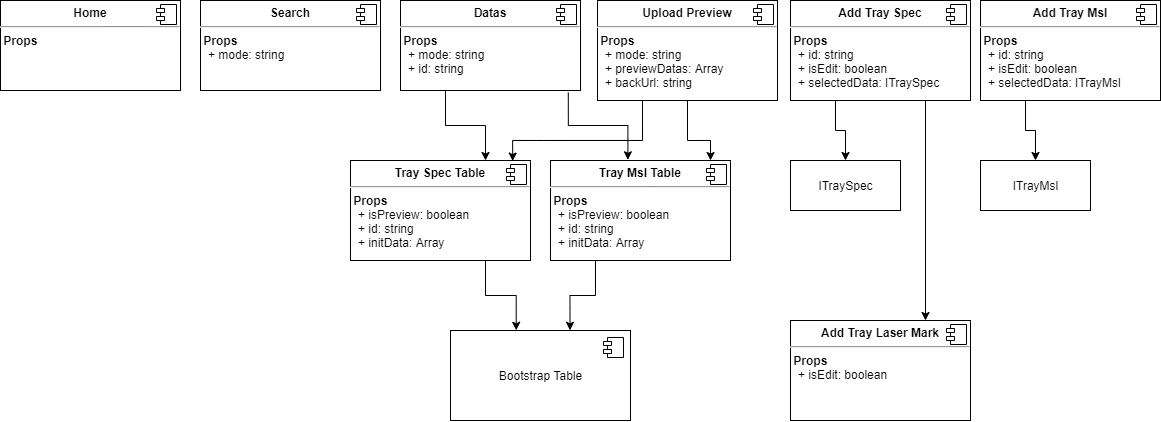 Home
Props
Search
Props
+ mode: string
Datas
Props
+ mode: string
+ id: string
Upload Preview
Props
+ mode: string
+ previewDatas: Array
+ backUrl: string
Add Tray Spec
Props
+ id: string
+ isEdit: boolean
+ selectedData: ITraySpec
Add Tray Msl
Props
+ id: string
+ isEdit: boolean
+ selectedData: ITrayMsl
Tray Spec Table
Props
+ isPreview: boolean
+ id: string
+ initData: Array
Tray Msl Table
Props
+ isPreview: boolean
+ id: string
+ initData: Array
ITraySpec
ITrayMsl
Bootstrap Table
Add Tray Laser Mark
Props
+ isEdit: boolean